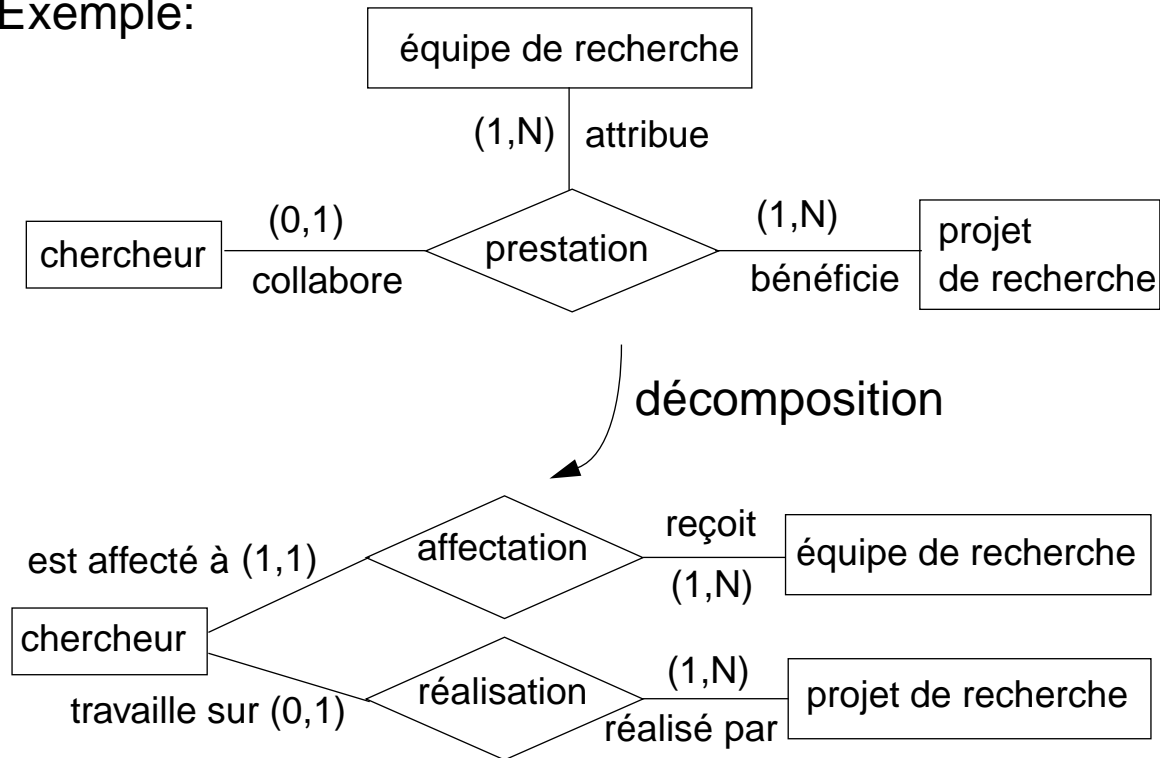 Exemple:
équipe de recherche
(1,N) attribue
(0,1)
(1,N)
chercheur
prestation
projet
de recherche
collabore
bénéficie
décomposition
est affecté à (1,1)
affectation
reçoit
(1,N)
équipe de recherche
chercheur
travaille sur (0,1)
réalisation
(1,N)
réalisé par
projet de recherche